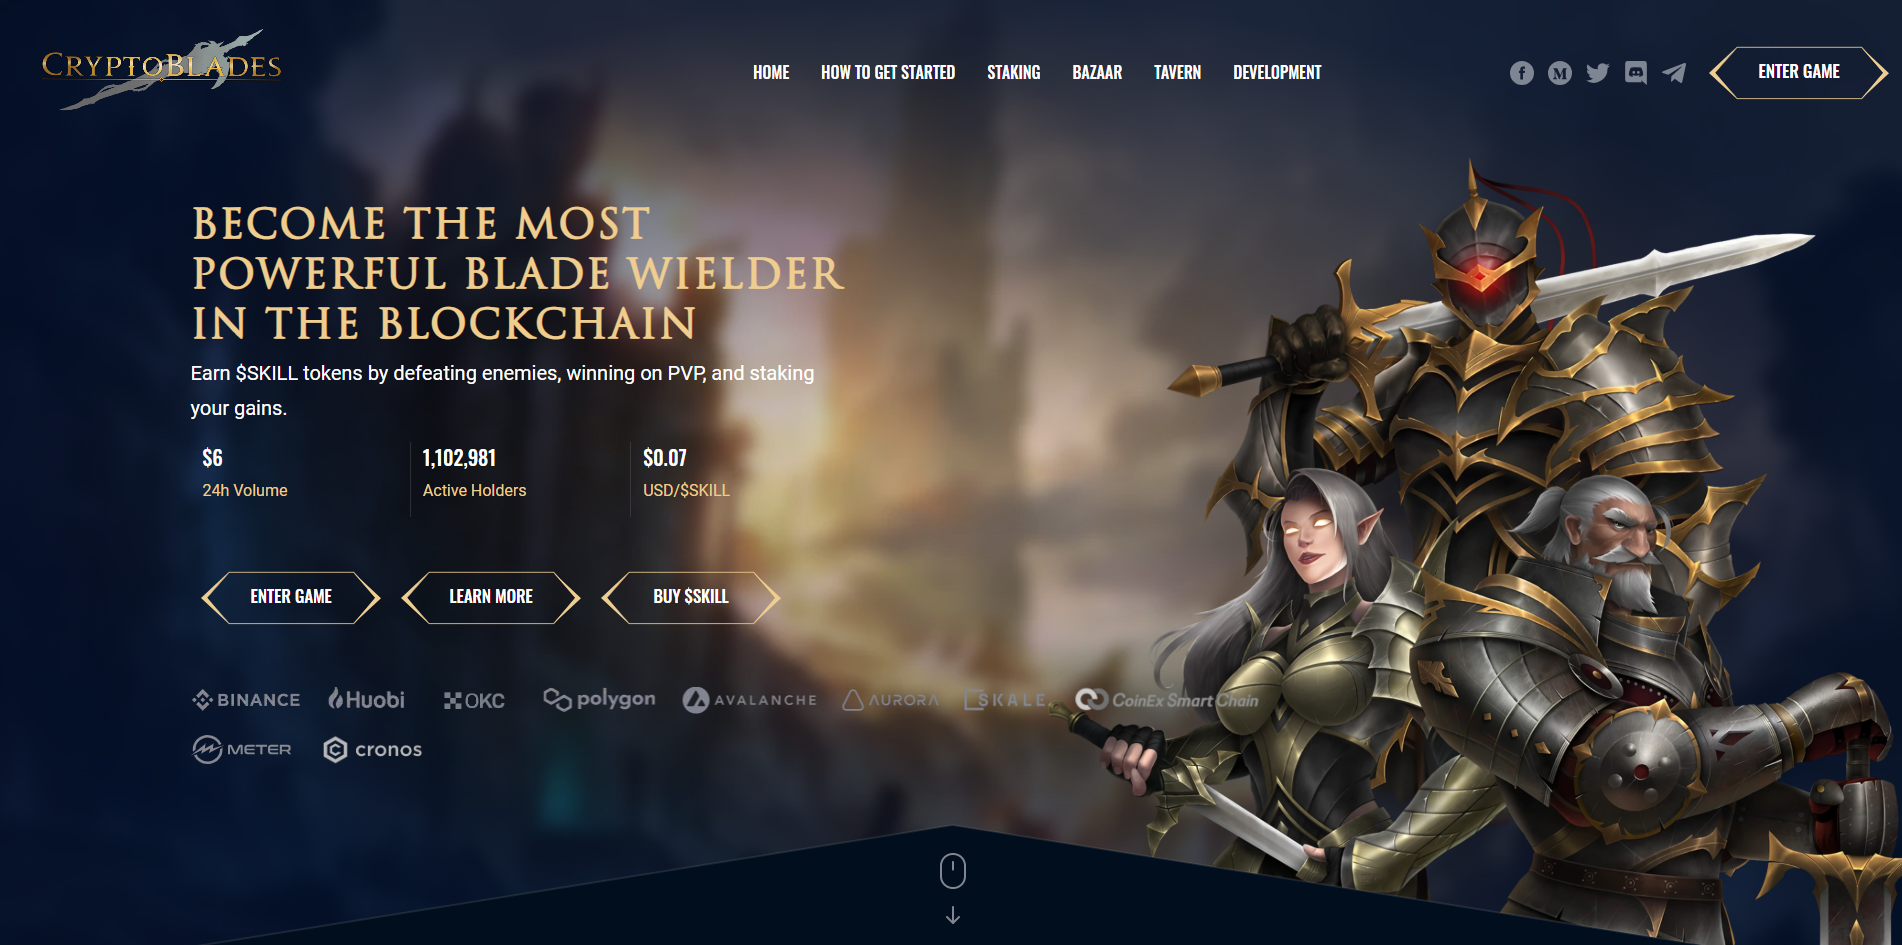 CRYPTOBLADES
HOME HOW TO GET STARTED STAKING BAZAAR TAVERN DEVELOPMENT
ENTER GAME
BECOME THE MOST
POWERFUL BLADE WIELDER
IN THE BLOCKCHAIN
Earn $SKILL tokens by defeating enemies, winning on PVP, and staking
your gains.
$6 1,102,981 $0.07
24h Volume Active Holders USD/$SKILL
ENTER GAME LEARN MORE BUY $SKILL
BINANCE Huobi OKC polygon AVALANCHE AURORA SKALE CoinEx Smart Chain
METER cronos